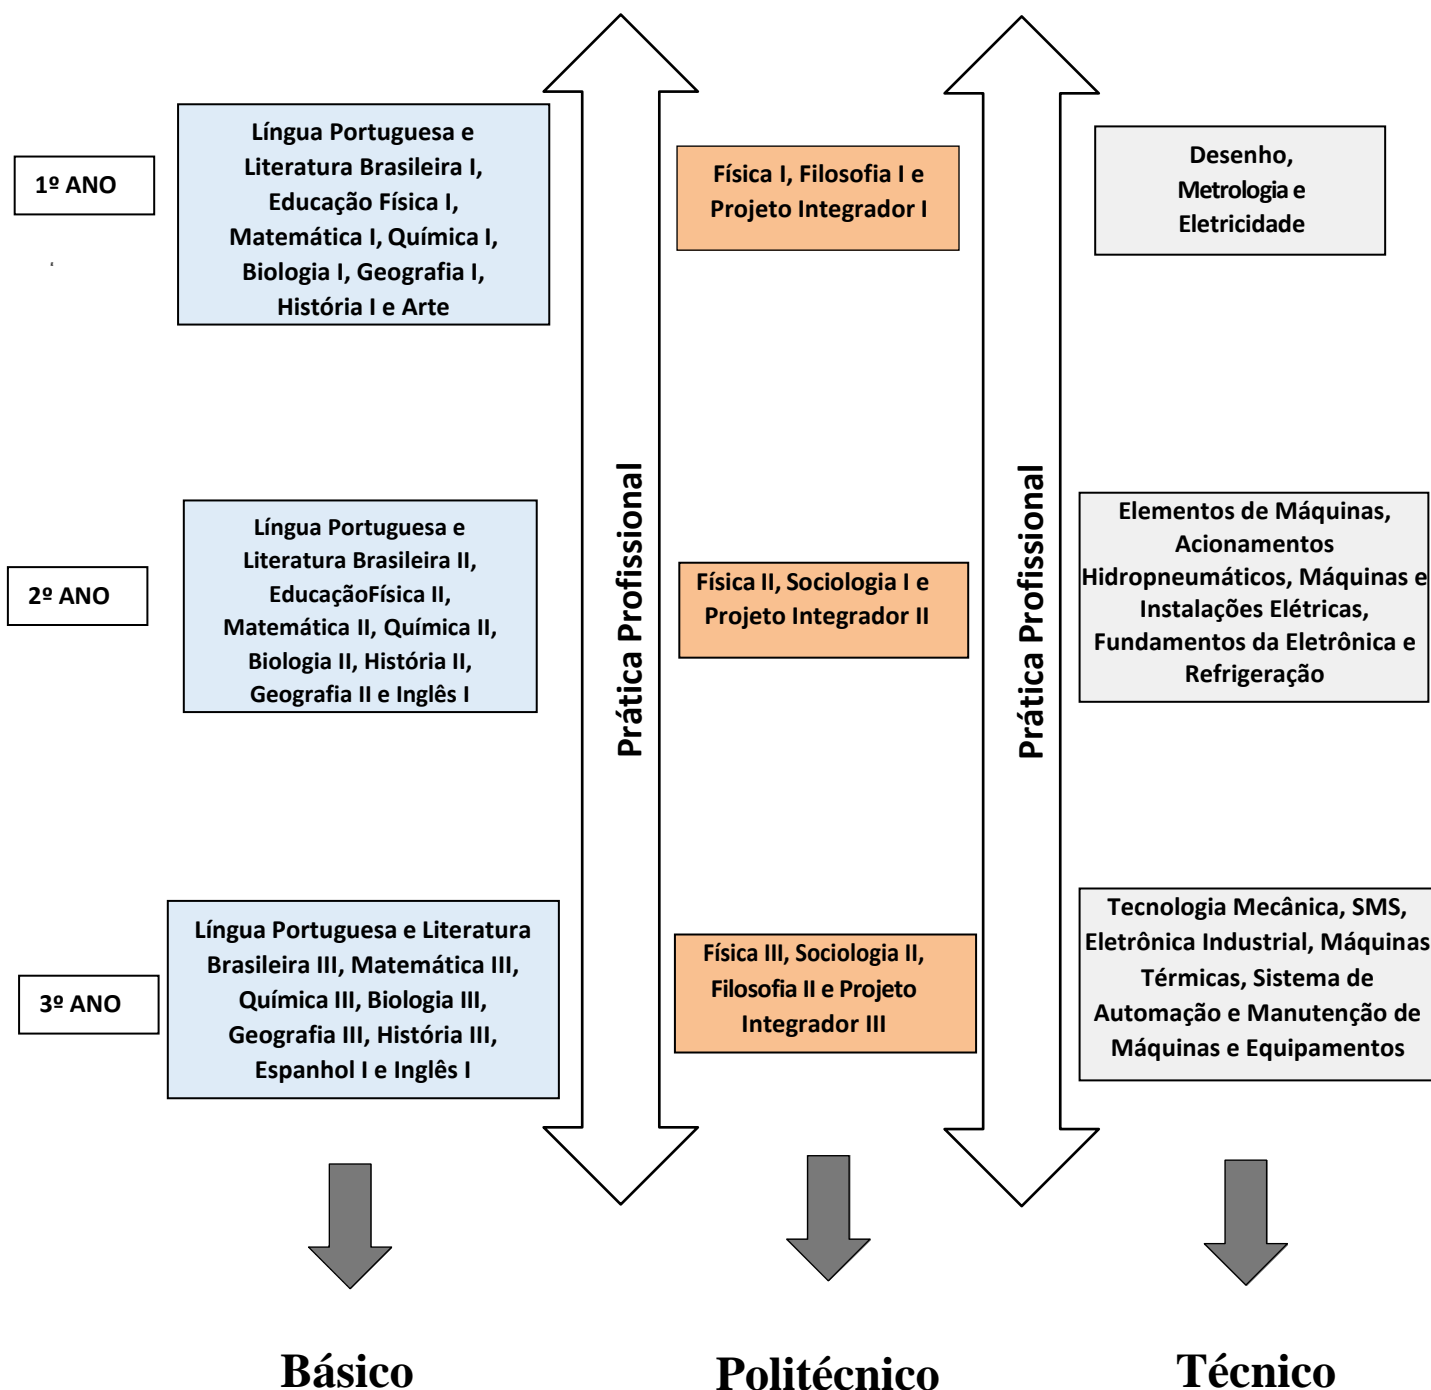 1º ANO
Língua Portuguesa e
Literatura Brasileira I,
Educação Física I,
Matemática I, Química I,
Biologia I, Geografia I,
História I e Arte
Física I, Filosofia I e
Projeto Integrador I
Desenho,
Metrologia e
Eletricidade
2º ANO
Língua Portuguesa e
Literatura Brasileira II,
EducaçãoFísica II,
Matemática II, Química II,
Biologia II, História II,
Geografia II e Inglês I
Prática Profissional
Física II, Sociologia I e
Projeto Integrador II
Prática Profissional
Elementos de Máquinas,
Acionamentos
Hidropneumáticos, Máquinas e
Instalações Elétricas,
Fundamentos da Eletrônica e
Refrigeração
3º ANO
Língua Portuguesa e Literatura
Brasileira III, Matemática III,
Química III, Biologia III,
Geografia III, História III,
Espanhol I e Inglês I
Física III, Sociologia II,
Filosofia II e Projeto
Integrador III
Tecnologia Mecânica, SMS,
Eletrônica Industrial, Máquinas
Térmicas, Sistema de
Automação e Manutenção de
Máquinas e Equipamentos
Básico
Politécnico
Técnico